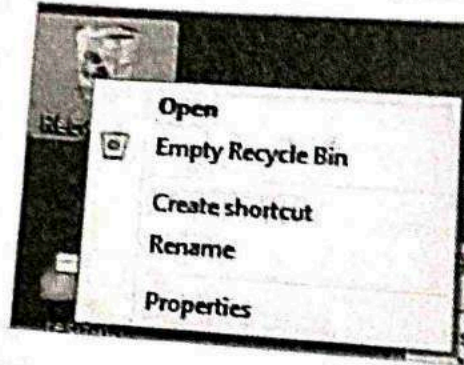 Open
Empty Recycle Bin
Create shortcut
Rename
Properties